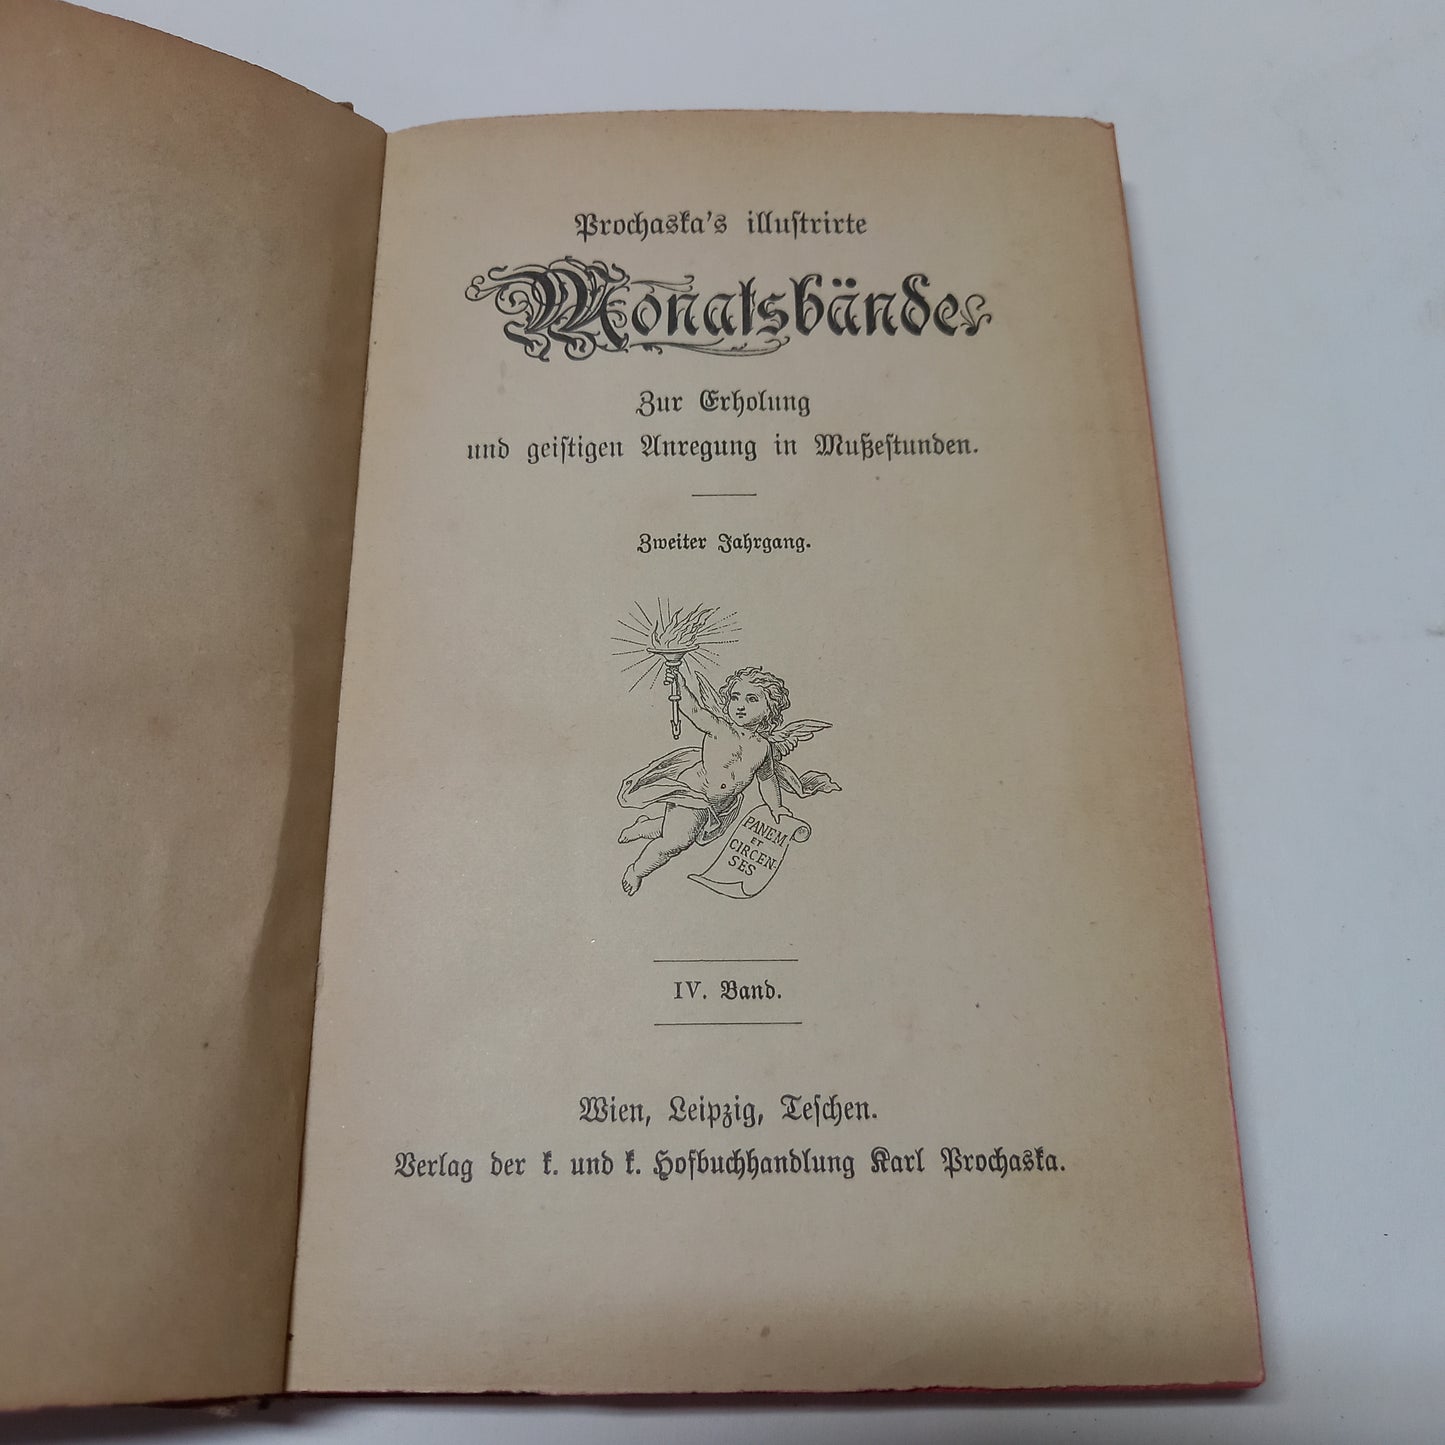 Prochaska's illustrirte
Monatsbände
Zur Erholung
und geistigen Anregung in Mußestunden.
Zweiter Jahrgang.
PANEM
ET
CIRCEN-
SES
IV. Band.
Wien, Leipzig, Teschen.
Verlag der k. und k. Hofbuchhandlung Karl Prochaska.